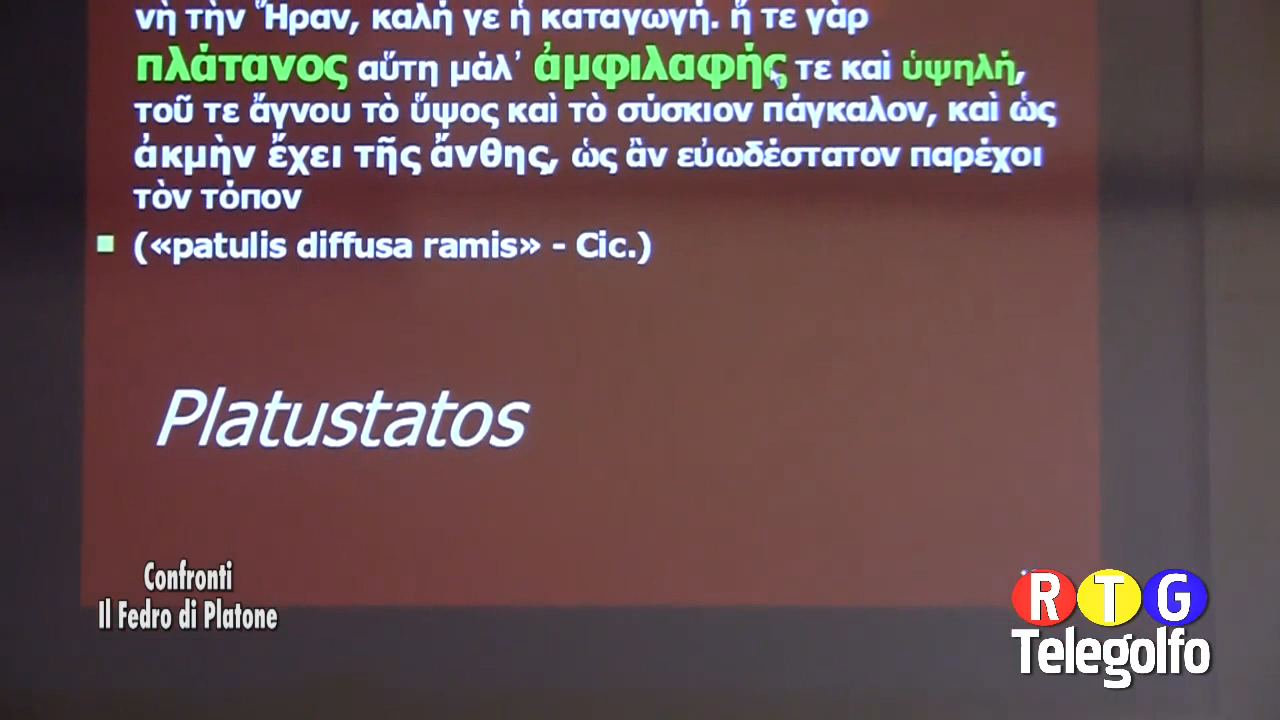 νὴ τὴν Ἥραν, καλή γε ἡ καταγωγή. ἥ τε γὰρ
πλάτανος αὕτη μάλ᾽ ἀμφιλαφής τε καὶ ὑψηλή,
τοῦ τε ἄγνου τὸ ὕψος καὶ τὸ σύσκιον πάγκαλον, καὶ ὡς
ἀκμὴν ἔχει τῆς ἄνθης, ὡς ἂν εὐωδέστατον παρέχοι
τὸν τόπον
(«patulis diffusa ramis» - Cic.)
Platustatos
Confronti
Il Fedro di Platone
RTG
Telegolfo